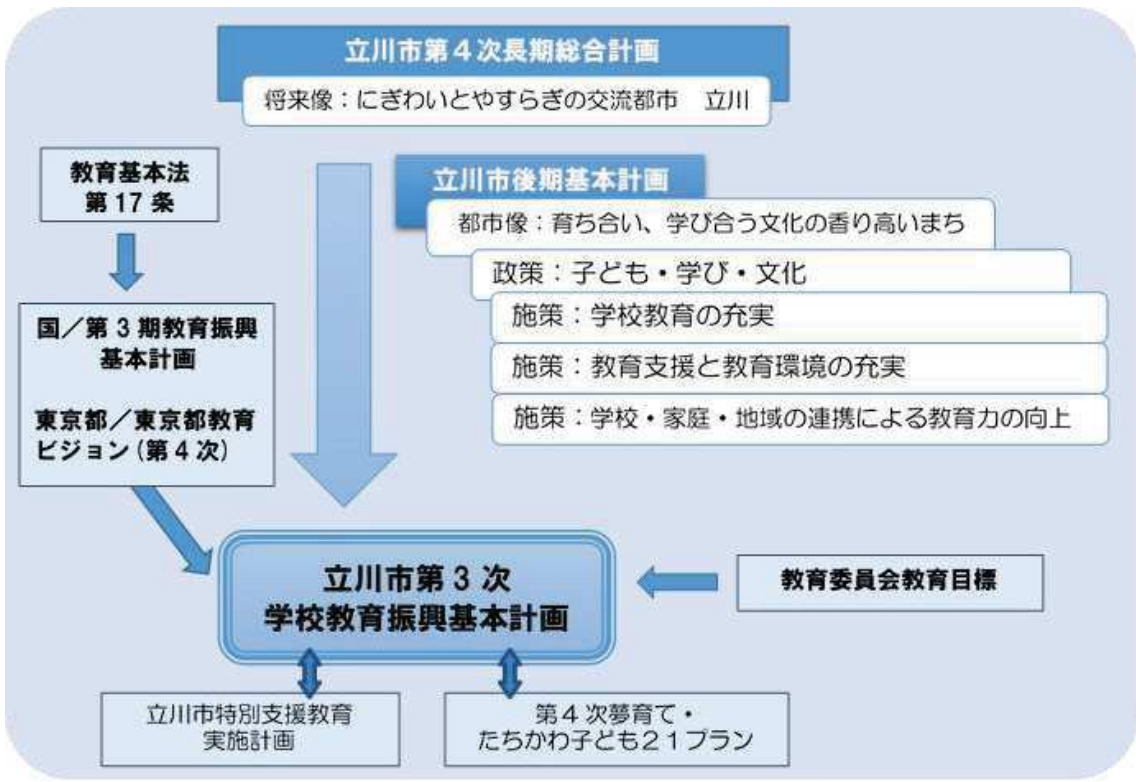 立川市第４次長期総合計画
将来像：にぎわいとやすらぎの交流都市　立川
教育基本法
第 17 条
立川市後期基本計画
都市像：育ち合い、学び合う文化の香り高いまち
政策：子ども・学び・文化
施策：学校教育の充実
施策：教育支援と教育環境の充実
施策：学校・家庭・地域の連携による教育力の向上
国／第 3 期教育振興
基本計画
東京都／東京都教育
ビジョン(第 4 次)
立川市第 3 次
学校教育振興基本計画
教育委員会教育目標
立川市特別支援教育
実施計画
第４次夢育て・
たちかわ子ども２１プラン